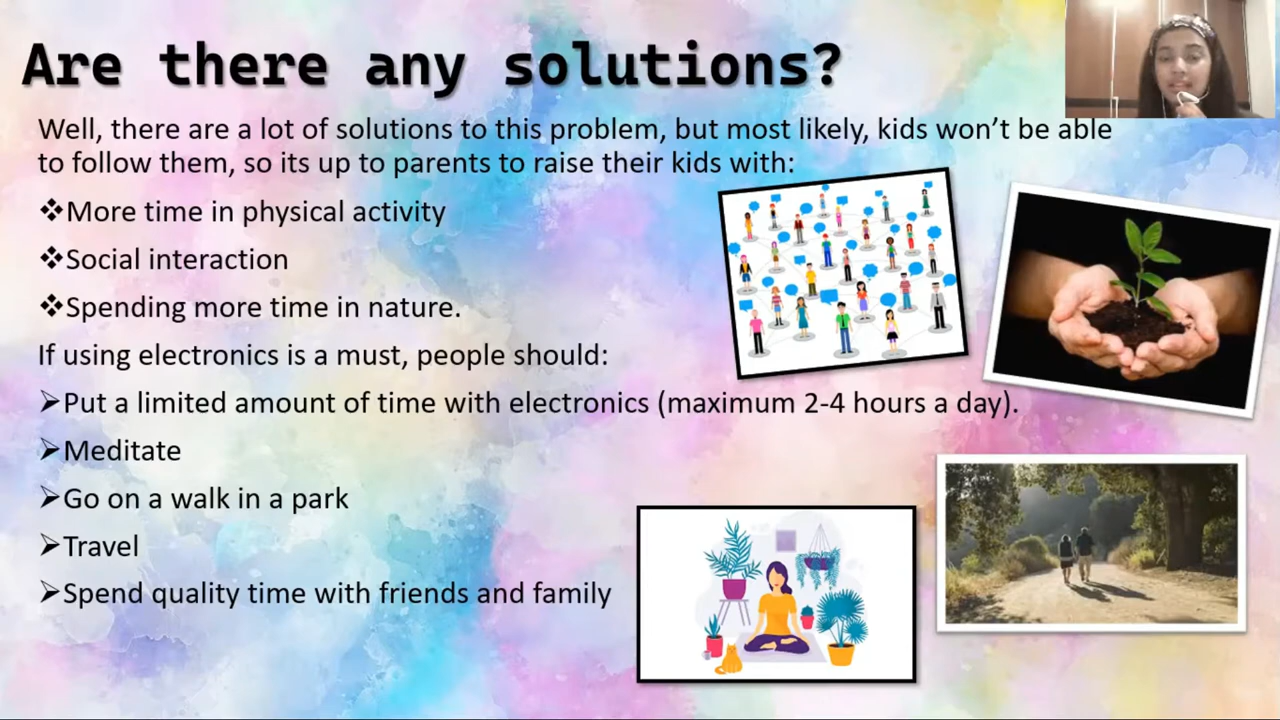 Are there any solutions?
Well, there are a lot of solutions to this problem, but most likely, kids won’t be able
to follow them, so its up to parents to raise their kids with:
❖More time in physical activity
❖Social interaction
❖Spending more time in nature.
If using electronics is a must, people should:
➢Put a limited amount of time with electronics (maximum 2-4 hours a day).
➢Meditate
➢Go on a walk in a park
➢Travel
➢Spend quality time with friends and family